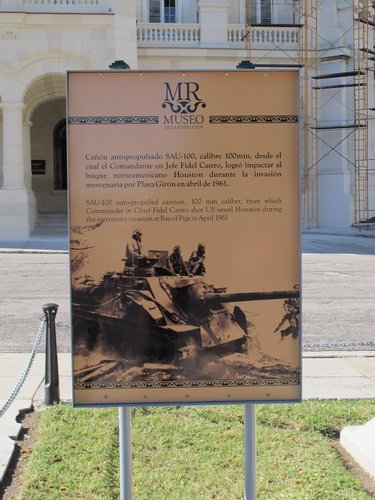 MR
MUSEO
DE LA REVOLUCIÓN
Cañón autopropulsado SAU-100, calibre 100mm, desde el
cual el Comandante en Jefe Fidel Castro, logró impactar al
buque norteamericano Houston durante la invasión
mercenaria por Playa Girón en abril de 1961.
SAU-100 autopropelled cannon, 100 mm caliber, from which
Commander in Chief Fidel Castro shot US vessel Houston during
the mercenary invasion at Bay of Pigs in April 1961